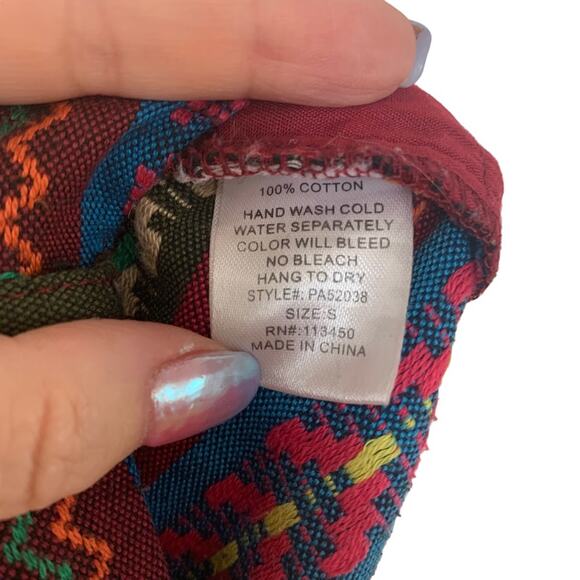 100% COTTON
HAND WASH COLD
WATER SEPARATELY
COLOR WILL BLEED
NO BLEACH
HANG TO DRY
STYLE#: PA52038
SIZE:S
RN#: 113450
MADE IN CHINA